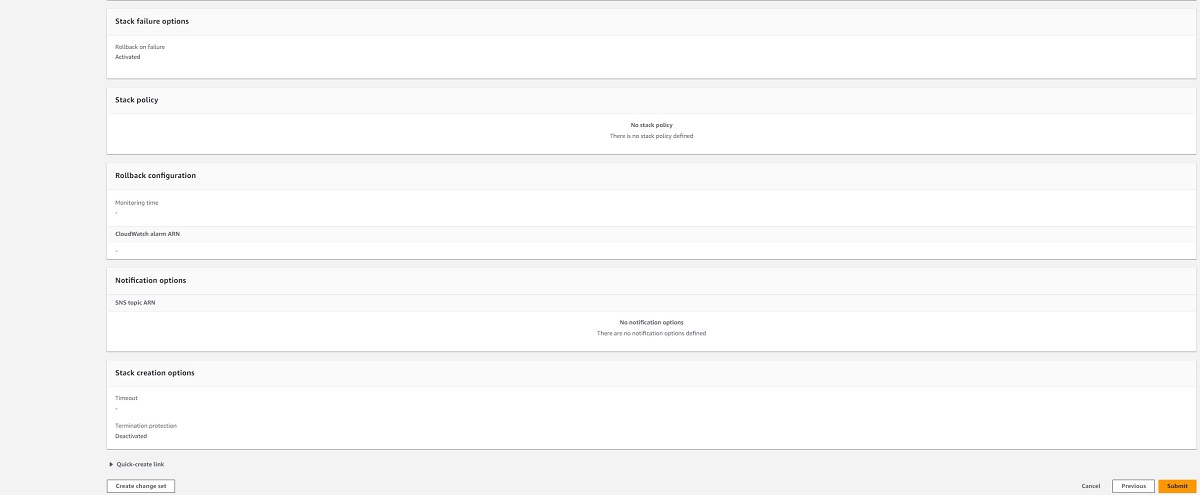 Stack failure options
Rollback on failure
Activated
Stack policy
No stack policy
There is no stack policy defined
Rollback configuration
Monitoring time
-
CloudWatch alarm ARN
-
Notification options
SNS topic ARN
No notification options
There are no notification options defined
Stack creation options
Timeout
-
Termination protection
Deactivated
Quick-create link
Create change set Cancel Previous Submit